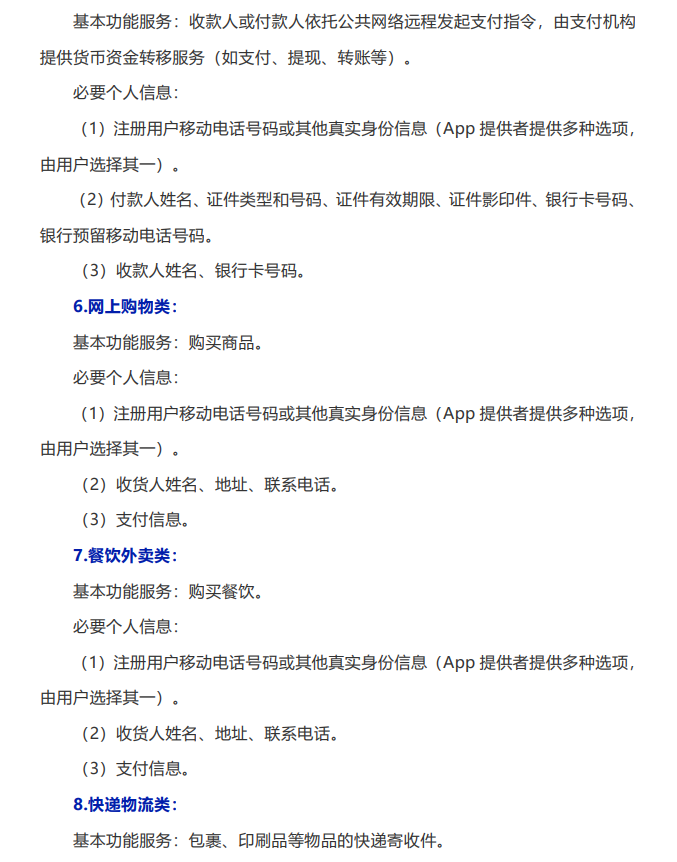 基本功能服务：收款人或付款人依托公共网络远程发起支付指令，由支付机构
提供货币资金转移服务（如支付、提现、转账等）。
必要个人信息：
（1）注册用户移动电话号码或其他真实身份信息（App 提供者提供多种选项，
由用户选择其一）。
（2）付款人姓名、证件类型和号码、证件有效期限、证件影印件、银行卡号码、
银行预留移动电话号码。
（3）收款人姓名、银行卡号码。
6.网上购物类：
基本功能服务：购买商品。
必要个人信息：
（1）注册用户移动电话号码或其他真实身份信息（App 提供者提供多种选项，
由用户选择其一）。
（2）收货人姓名、地址、联系电话。
（3）支付信息。
7.餐饮外卖类：
基本功能服务：购买餐饮。
必要个人信息：
（1）注册用户移动电话号码或其他真实身份信息（App 提供者提供多种选项，
由用户选择其一）。
（2）收货人姓名、地址、联系电话。
（3）支付信息。
8.快递物流类：
基本功能服务：包裹、印刷品等物品的快递寄收件。